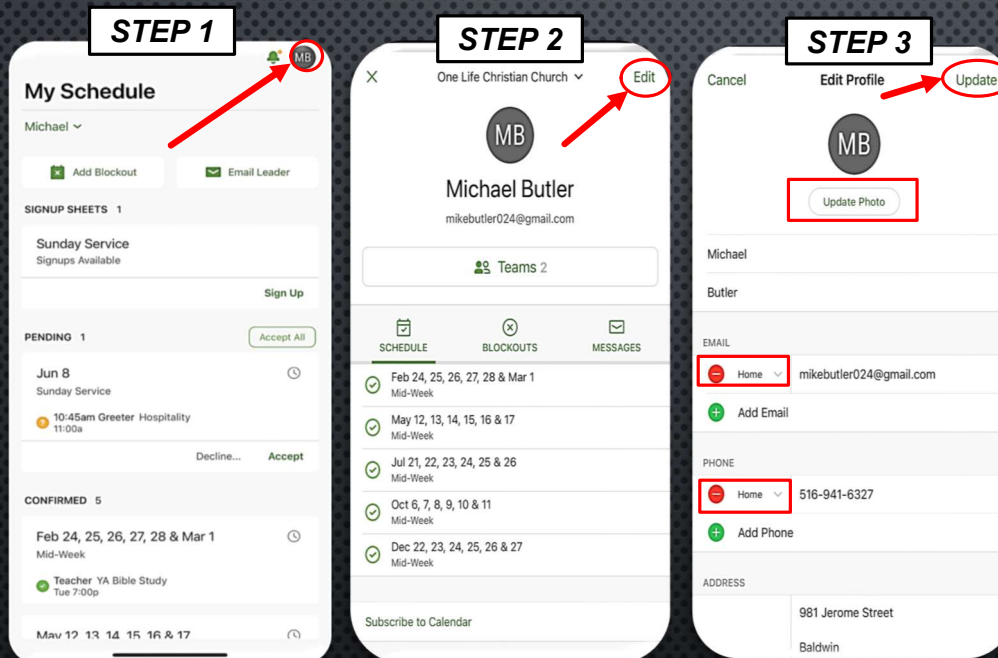 STEP 1
MB
My Schedule
Michael
Add Blockout
Email Leader
SIGNUP SHEETS 1
Sunday Service
Signups Available
Sign Up
PENDING 1
Accept All
Jun 8
Sunday Service
10:45am Greeter Hospitality
11:00a
Decline...
Accept
CONFIRMED 5
Feb 24, 25, 26, 27, 28 & Mar 1
Mid-Week
Teacher YA Bible Study
Tue 7:00p
May 12, 13, 14, 15, 16 & 17
STEP 2
X
One Life Christian Church
Edit
MB
Michael Butler
mikebutler024@gmail.com
Teams 2
SCHEDULE
BLOCKOUTS
MESSAGES
Feb 24, 25, 26, 27, 28 & Mar 1
Mid-Week
May 12, 13, 14, 15, 16 & 17
Mid-Week
Jul 21, 22, 23, 24, 25 & 26
Mid-Week
Oct 6, 7, 8, 9, 10 & 11
Mid-Week
Dec 22, 23, 24, 25, 26 & 27
Mid-Week
Subscribe to Calendar
STEP 3
Cancel
Edit Profile
Update
MB
Update Photo
Michael
Butler
EMAIL
Home mikebutler024@gmail.com
Add Email
PHONE
Home 516-941-6327
Add Phone
ADDRESS
981 Jerome Street
Baldwin